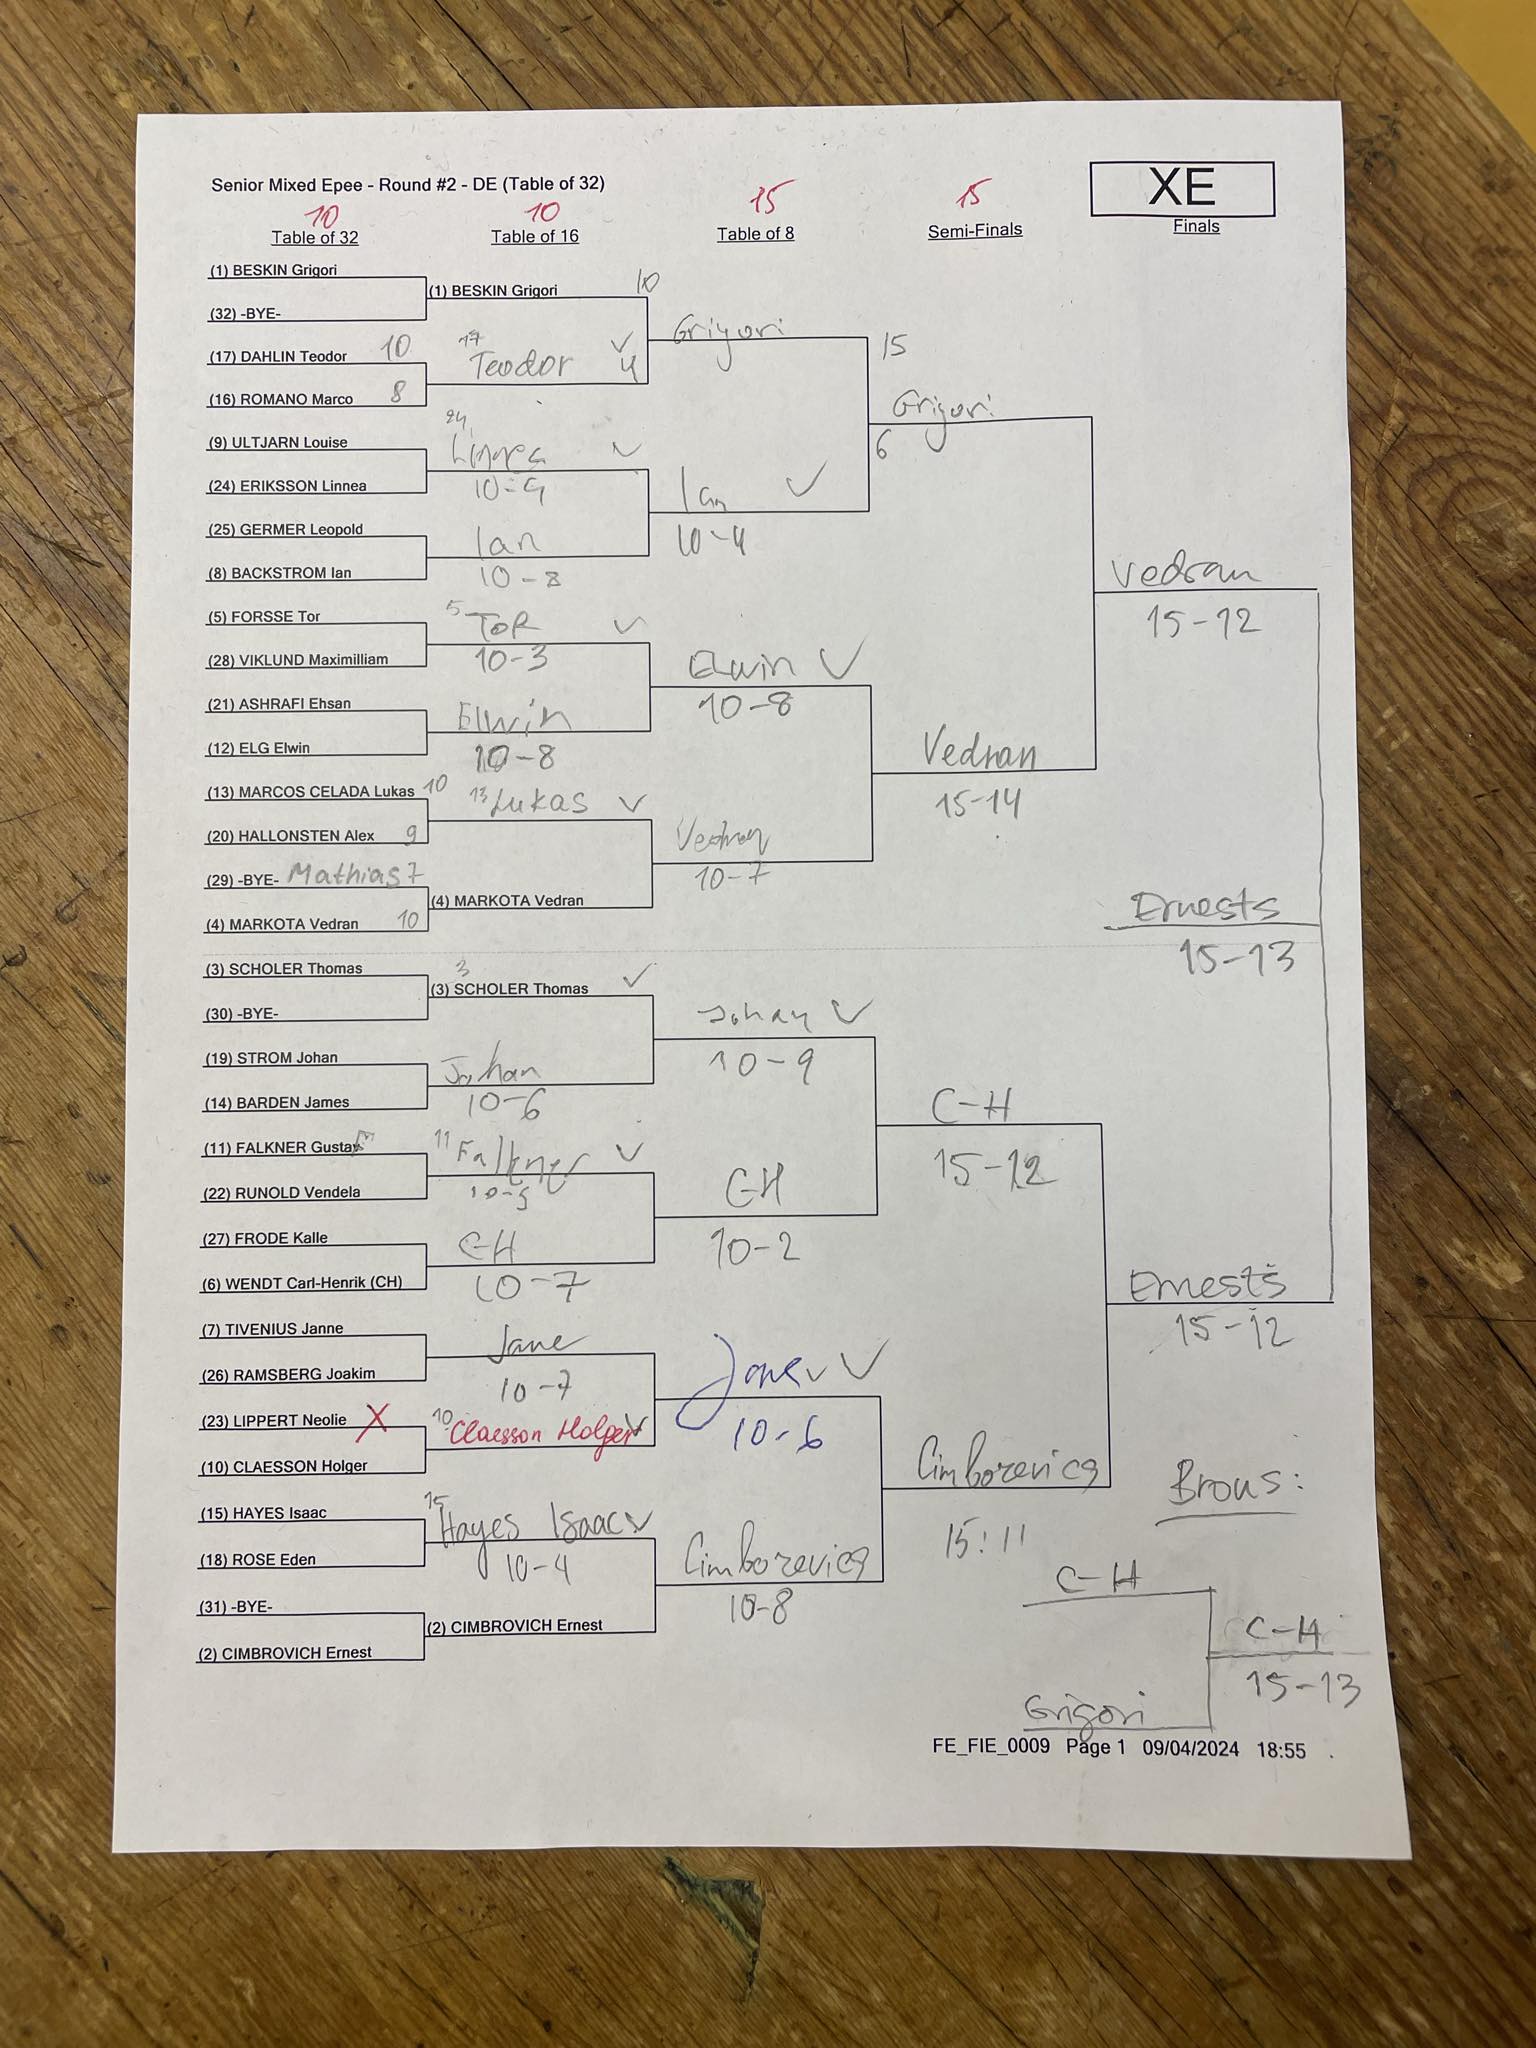 XE
Senior Mixed Epee - Round #2 - DE (Table of 32)
10
Table of 32
10
Table of 16
15
Table of 8
15
Semi-Finals
Finals
(1) BESKIN Grigori
(32) -BYE-
(17) DAHLIN Teodor 10
(16) ROMANO Marco 8
(9) ULTJARN Louise
(24) ERIKSSON Linnea
(25) GERMER Leopold
(8) BACKSTROM Ian
(5) FORSSE Tor
(28) VIKLUND Maximilliam
(21) ASHRAFI Ehsan
(12) ELG Elwin
(13) MARCOS CELADA Lukas 10
(20) HALLONSTEN Alex 9
(29) -BYE- Mathias 7
(4) MARKOTA Vedran 10
(3) SCHOLER Thomas
(30) -BYE-
(19) STROM Johan
(14) BARDEN James
(11) FALKNER Gustav
(22) RUNOLD Vendela
(27) FRODE Kalle
(6) WENDT Carl-Henrik (CH)
(7) TIVENIUS Janne
(26) RAMSBERG Joakim
(23) LIPPERT Neolie X
(10) CLAESSON Holger
(15) HAYES Isaac
(18) ROSE Eden
(31) -BYE-
(2) CIMBROVICH Ernest
(1) BESKIN Grigori 10
17
Teodor 4
24
Linnea
10-9
Ian
10-8
5 Tor
10-3
Elwin
10-8
13 Lukas
(4) MARKOTA Vedran
3
(3) SCHOLER Thomas
Johan
10-6
11 Falkner
10-5
C-H
10-7
Jane
10-7
10 Claesson Holger
15
Hayes Isaac
10-4
(2) CIMBROVICH Ernest
Grigori
15
Ian
6
10-4
Elwin
10-8
Vedran
10-7
Johan
10-9
C-H
10-2
Jane
10-6
Cimborevics
10-8
Grigori
Vedran
15-14
C-H
15-12
Cimborevics
15:11
Vedran
15-12
Ernests
15-13
Ernests
15-12
Brous:
C-H
Grigori
C-H
15-13
FE_FIE_0009 Page 1 09/04/2024 18:55